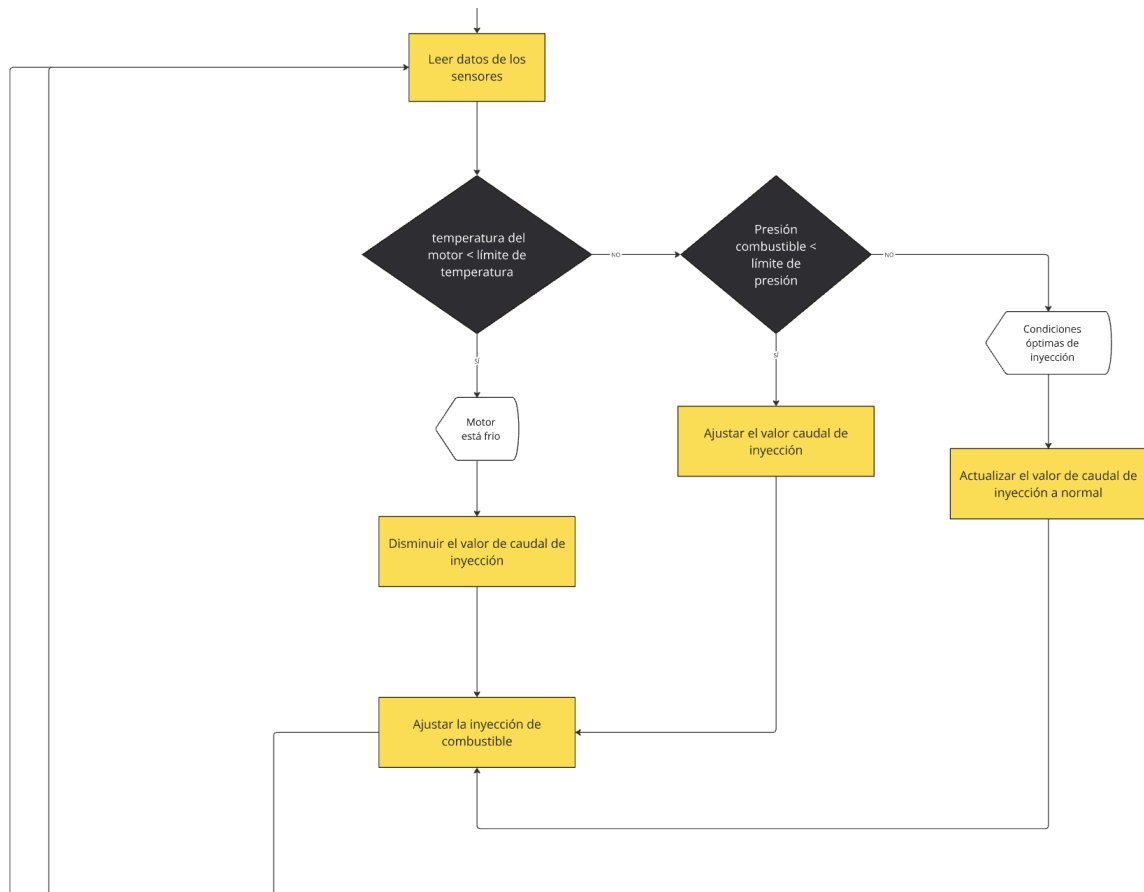 Leer datos de los
sensores
temperatura del
motor < límite de
temperatura
NO
Presión
combustible <
límite de
presión
NO
Condiciones
óptimas de
inyección
SÍ
SÍ
Motor
está frio
Ajustar el valor caudal de
inyección
Actualizar el valor de caudal de
inyección a normal
Disminuir el valor de caudal de
inyección
Ajustar la inyección de
combustible